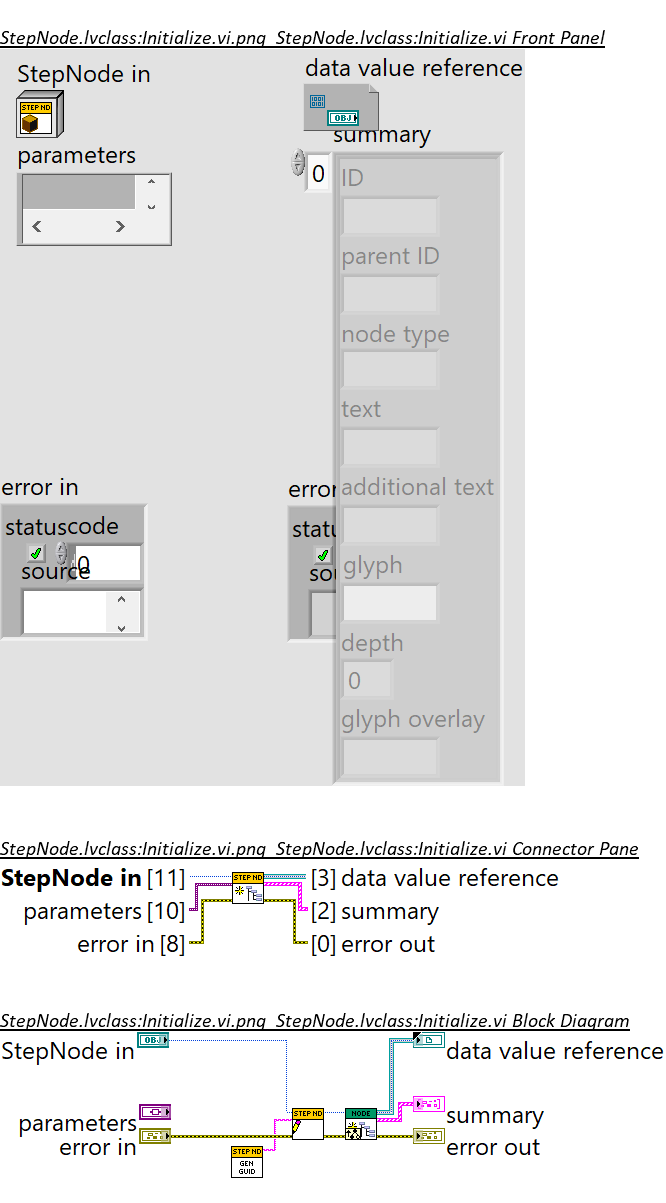 StepNode.lvclass:Initialize.vi.png StepNode.lvclass:Initialize.vi Front Panel
StepNode in
data value reference
STEP ND
OBJ
summary
parameters
0
ID
parent ID
node type
text
error in
error
additional text
status
code
statu
0
source
sou
glyph
depth
0
glyph overlay
StepNode.lvclass:Initialize.vi.png StepNode.lvclass:Initialize.vi Connector Pane
StepNode in [11]
STEP ND
[3] data value reference
parameters [10]
[2] summary
error in [8]
[0] error out
StepNode.lvclass:Initialize.vi.png StepNode.lvclass:Initialize.vi Block Diagram
StepNode in
OBJ
data value reference
parameters
STEP ND
NODE
summary
error in
error out
STEP ND
GEN
GUID